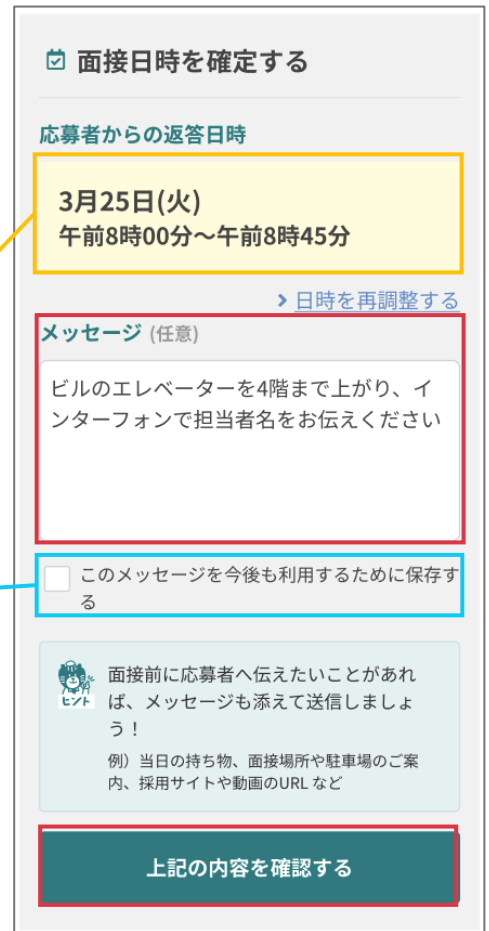 面接日時を確定する
応募者からの返答日時
3月25日(火)
午前8時00分～午前8時45分
> 日時を再調整する
メッセージ (任意)
ビルのエレベーターを4階まで上がり、イ
ンターフォンで担当者名をお伝えください
このメッセージを今後も利用するために保存す
る
面接前に応募者へ伝えたいことがあれ
ヒント
ば、メッセージも添えて送信しましょ
う！
例）当日の持ち物、面接場所や駐車場のご案
内、採用サイトや動画のURL など
上記の内容を確認する